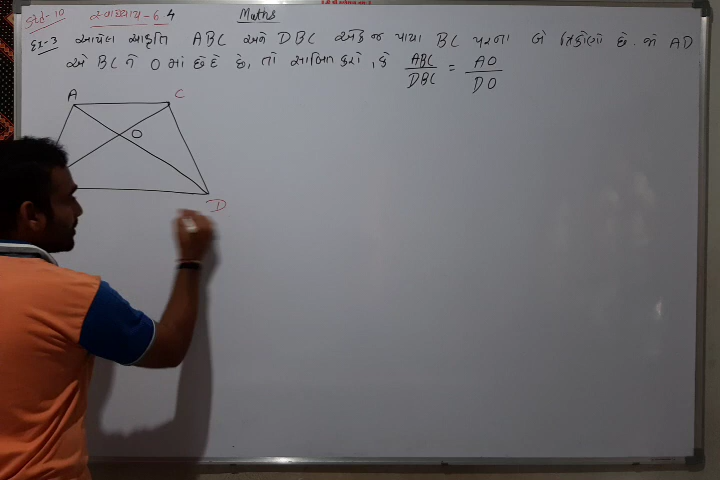 Std-10 સ્વાધ્યાય-6.4 Maths
Ex-3 આપેલ આકૃતિ ABC અને DBC એક જ પાયા BC પરના બે ત્રિકોણો છે. જો AD
એ BC ને O માં છેદે છે, તો સાબિત કરો, કે ABC/DBC = AO/DO
A C
O
D